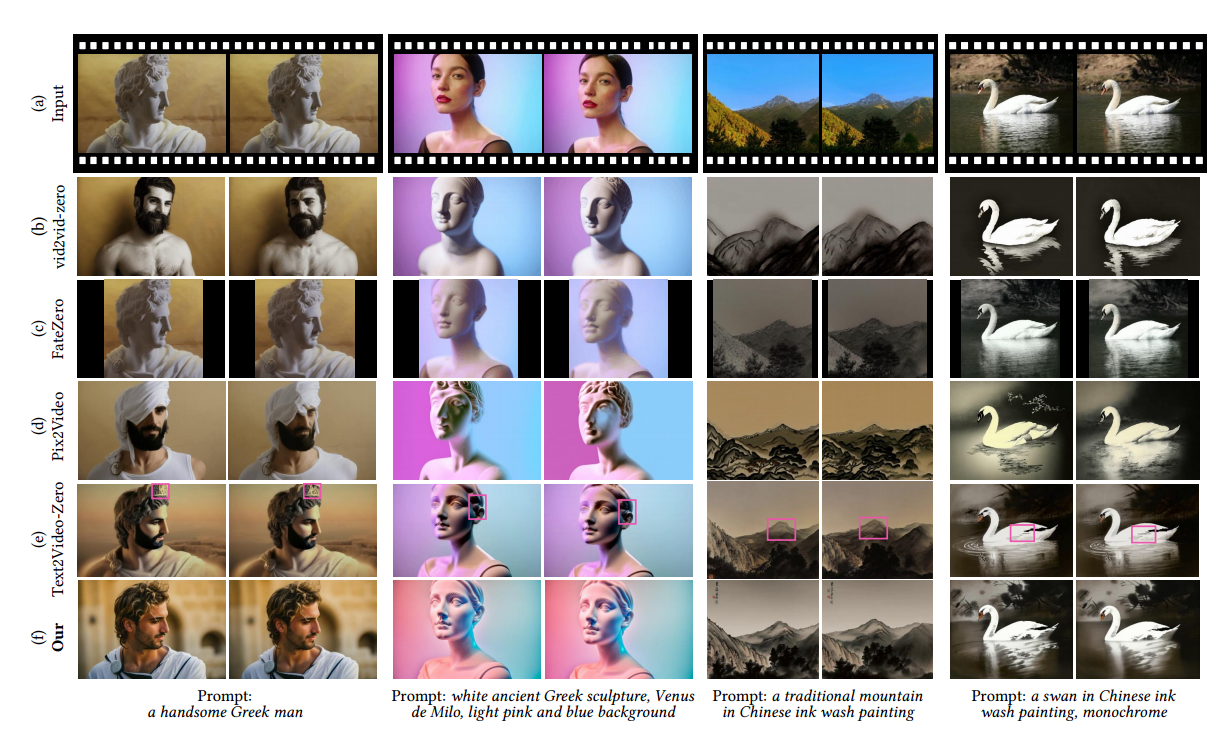 (a)
Input
(b)
vid2vid-zero
(c)
FateZero
(d)
Pix2Video
(e)
Text2Video-Zero
(f)
Our
Prompt:
a handsome Greek man
Prompt: white ancient Greek sculpture, Venus
de Milo, light pink and blue background
Prompt: a traditional mountain
in Chinese ink wash painting
Prompt: a swan in Chinese ink
wash painting, monochrome